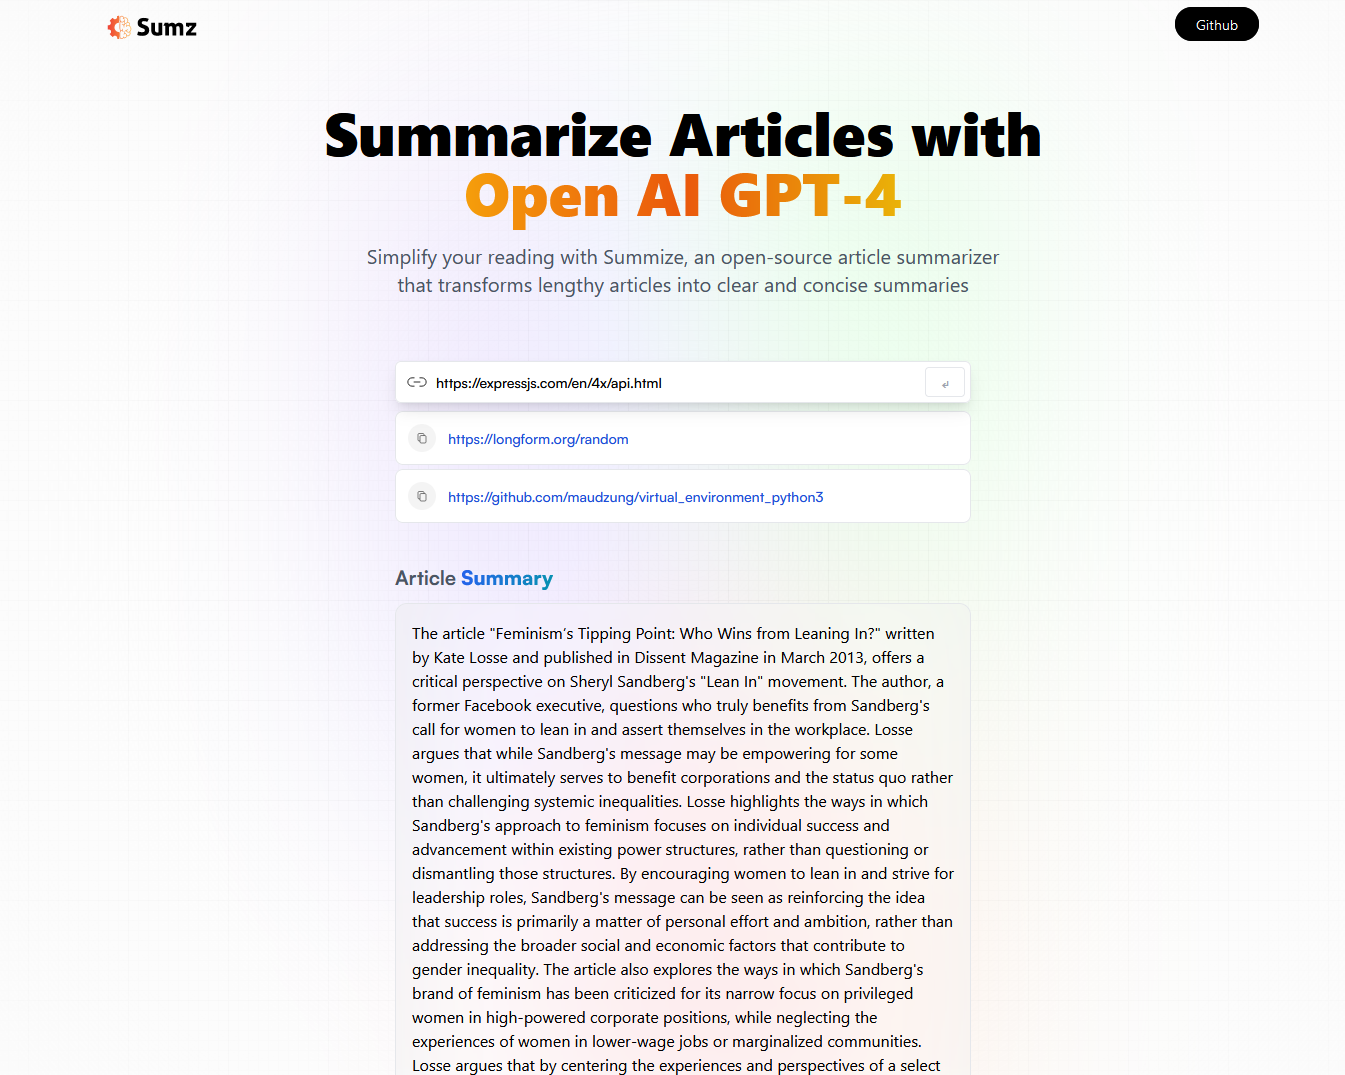 Sumz
Github
Summarize Articles with
Open AI GPT-4
Simplify your reading with Summize, an open-source article summarizer
that transforms lengthy articles into clear and concise summaries
https://expressjs.com/en/4x/api.html
↵
https://longform.org/random
https://github.com/maudzung/virtual_environment_python3
Article Summary
The article "Feminism’s Tipping Point: Who Wins from Leaning In?" written
by Kate Losse and published in Dissent Magazine in March 2013, offers a
critical perspective on Sheryl Sandberg's "Lean In" movement. The author, a
former Facebook executive, questions who truly benefits from Sandberg's
call for women to lean in and assert themselves in the workplace. Losse
argues that while Sandberg's message may be empowering for some
women, it ultimately serves to benefit corporations and the status quo rather
than challenging systemic inequalities. Losse highlights the ways in which
Sandberg's approach to feminism focuses on individual success and
advancement within existing power structures, rather than questioning or
dismantling those structures. By encouraging women to lean in and strive for
leadership roles, Sandberg's message can be seen as reinforcing the idea
that success is primarily a matter of personal effort and ambition, rather than
addressing the broader social and economic factors that contribute to
gender inequality. The article also explores the ways in which Sandberg's
brand of feminism has been criticized for its narrow focus on privileged
women in high-powered corporate positions, while neglecting the
experiences of women in lower-wage jobs or marginalized communities.
Losse argues that by centering the experiences and perspectives of a select